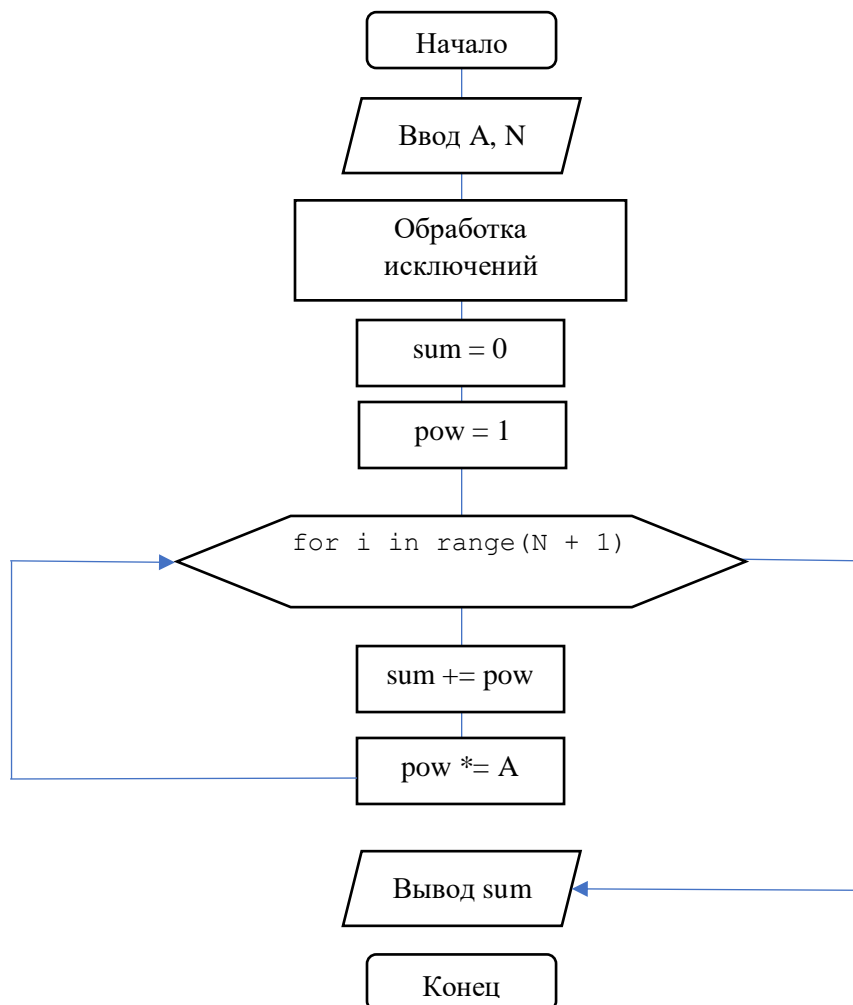 Начало
Ввод A, N
Обработка
исключений
sum = 0
pow = 1
for i in range(N + 1)
sum += pow
pow *= A
Вывод sum
Конец